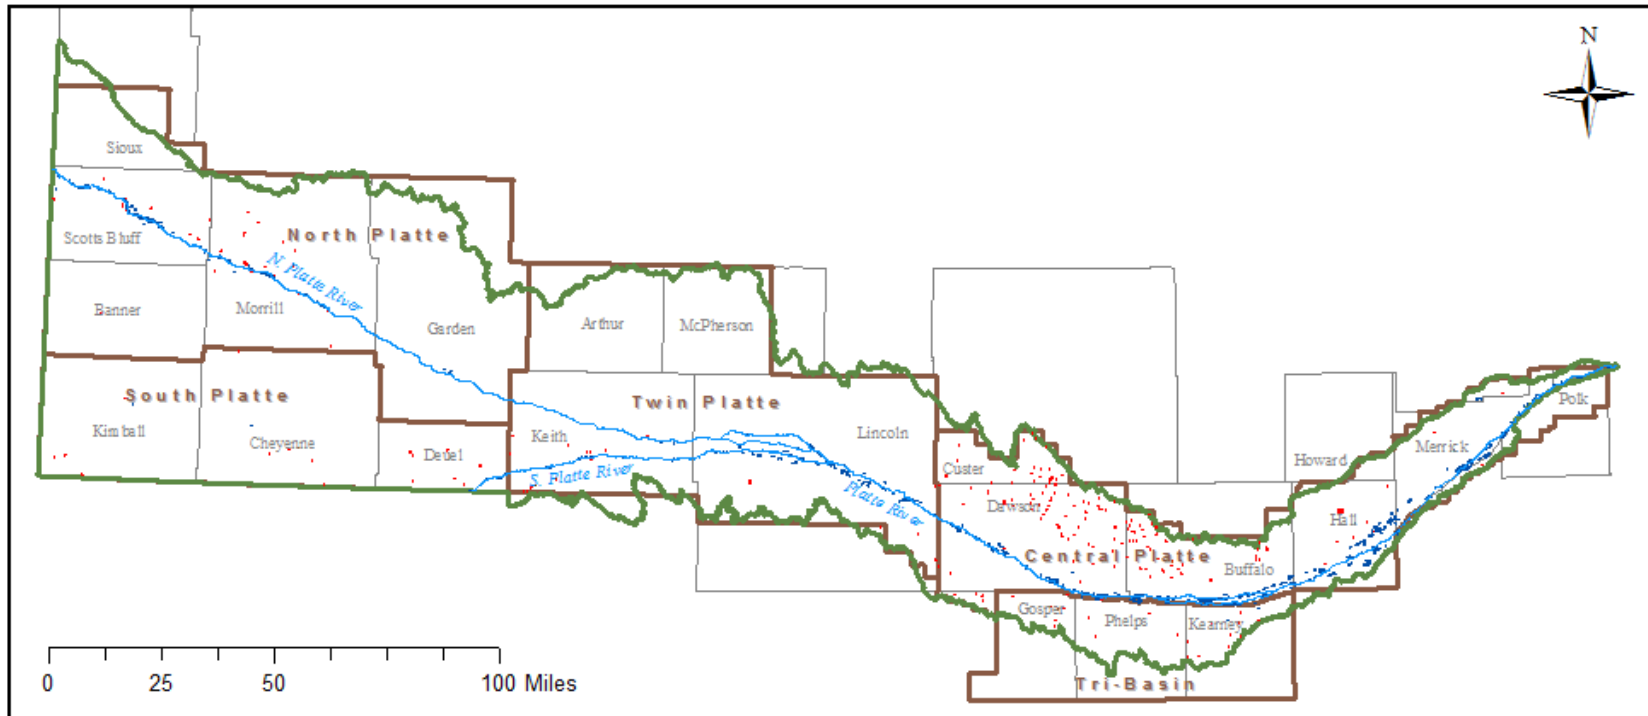 N
Sioux
North Platte
Scotts Bluff
N. Platte River
Banner
Morrill
Garden
Arthur
McPherson
South Platte
Twin Platte
Kimball
Cheyenne
Deuel
Keith
Lincoln
S. Platte River
Platte River
Custer
Dawson
Central Platte
Buffalo
Howard
Merrick
Polk
Hall
Gosper
Phelps
Kearney
Tri-Basin
0 25 50 100 Miles